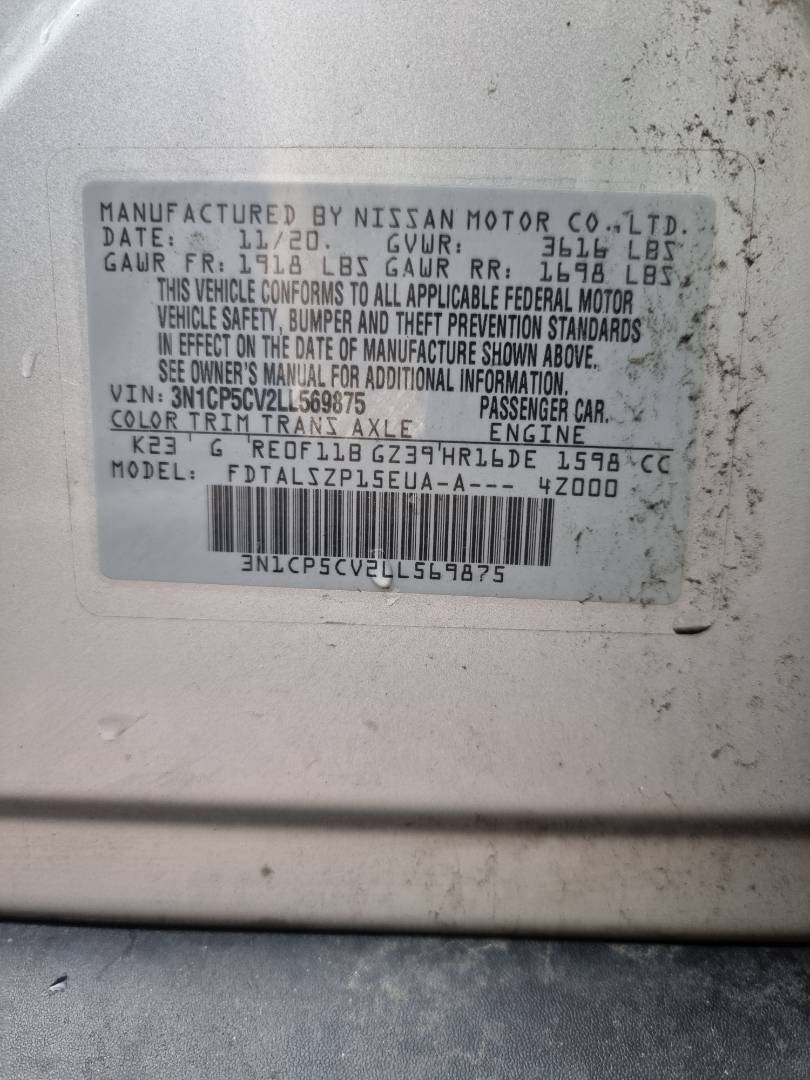 MANUFACTURED BY NISSAN MOTOR CO.,LTD.
DATE: 11/20. GVWR: 3616 LBS
GAWR FR: 1918 LBS GAWR RR: 1698 LBS
THIS VEHICLE CONFORMS TO ALL APPLICABLE FEDERAL MOTOR
VEHICLE SAFETY, BUMPER AND THEFT PREVENTION STANDARDS
IN EFFECT ON THE DATE OF MANUFACTURE SHOWN ABOVE.
SEE OWNER'S MANUAL FOR ADDITIONAL INFORMATION.
VIN: 3N1CP5CV2LL569875 PASSENGER CAR.
COLOR TRIM TRANS AXLE ENGINE
K23 G RE0F11B GZ39 HR16DE 1598 CC
MODEL: FDTALSZP15EUA-A--- 4Z000
3N1CP5CV2LL569875